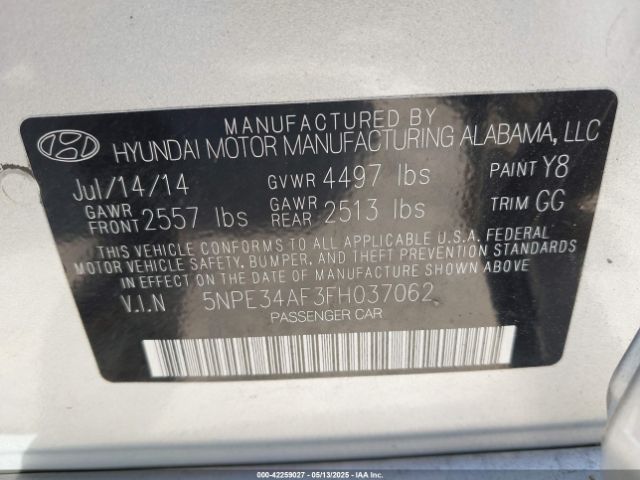 MANUFACTURED BY
HYUNDAI MOTOR MANUFACTURING ALABAMA, LLC
Jul/14/14 GVWR 4497 lbs PAINT Y8
GAWR FRONT 2557 lbs GAWR REAR 2513 lbs TRIM GG
THIS VEHICLE CONFORMS TO ALL APPLICABLE U.S.A. FEDERAL
MOTOR VEHICLE SAFETY, BUMPER, AND THEFT PREVENTION STANDARDS
IN EFFECT ON THE DATE OF MANUFACTURE SHOWN ABOVE.
V.I.N 5NPE34AF3FH037062
PASSENGER CAR
000-42259027 - 05/13/2025 - COPYRIGHT IAA, LLC.